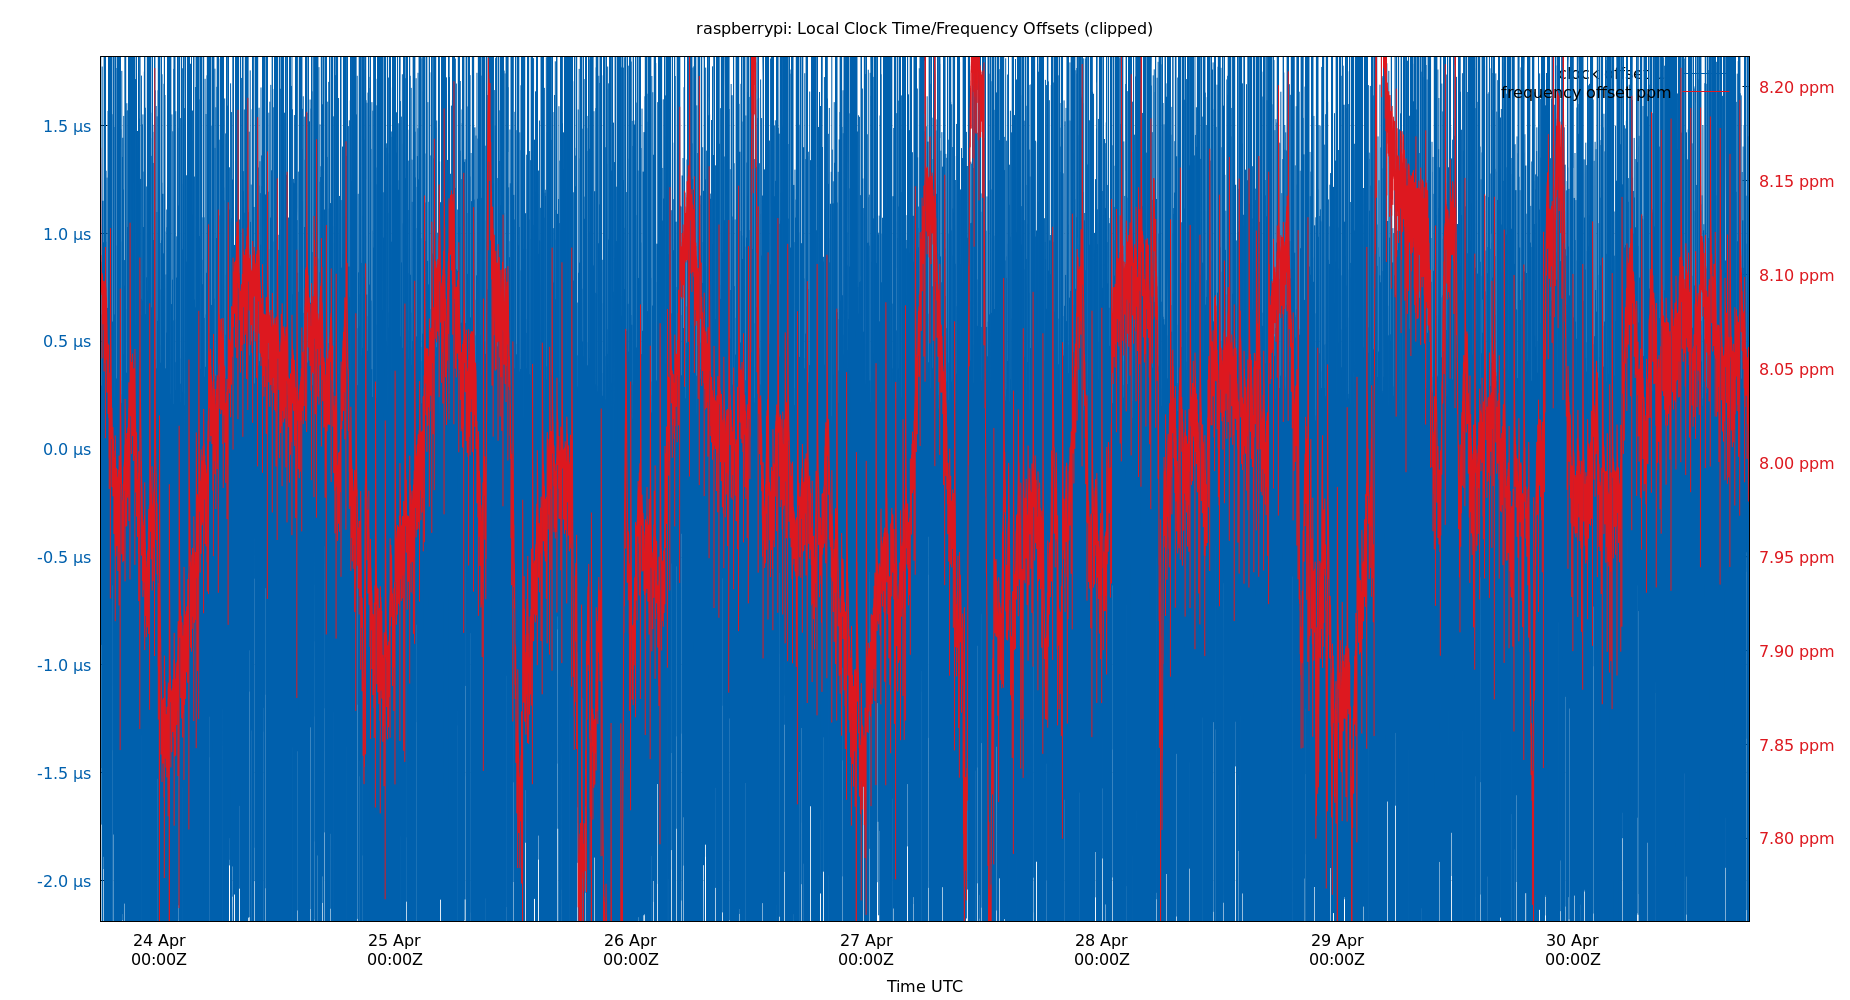 raspberrypi: Local Clock Time/Frequency Offsets (clipped)
clock offset
frequency offset ppm
1.5 µs
1.0 µs
0.5 µs
0.0 µs
-0.5 µs
-1.0 µs
-1.5 µs
-2.0 µs
8.20 ppm
8.15 ppm
8.10 ppm
8.05 ppm
8.00 ppm
7.95 ppm
7.90 ppm
7.85 ppm
7.80 ppm
24 Apr
00:00Z
25 Apr
00:00Z
26 Apr
00:00Z
27 Apr
00:00Z
28 Apr
00:00Z
29 Apr
00:00Z
30 Apr
00:00Z
Time UTC